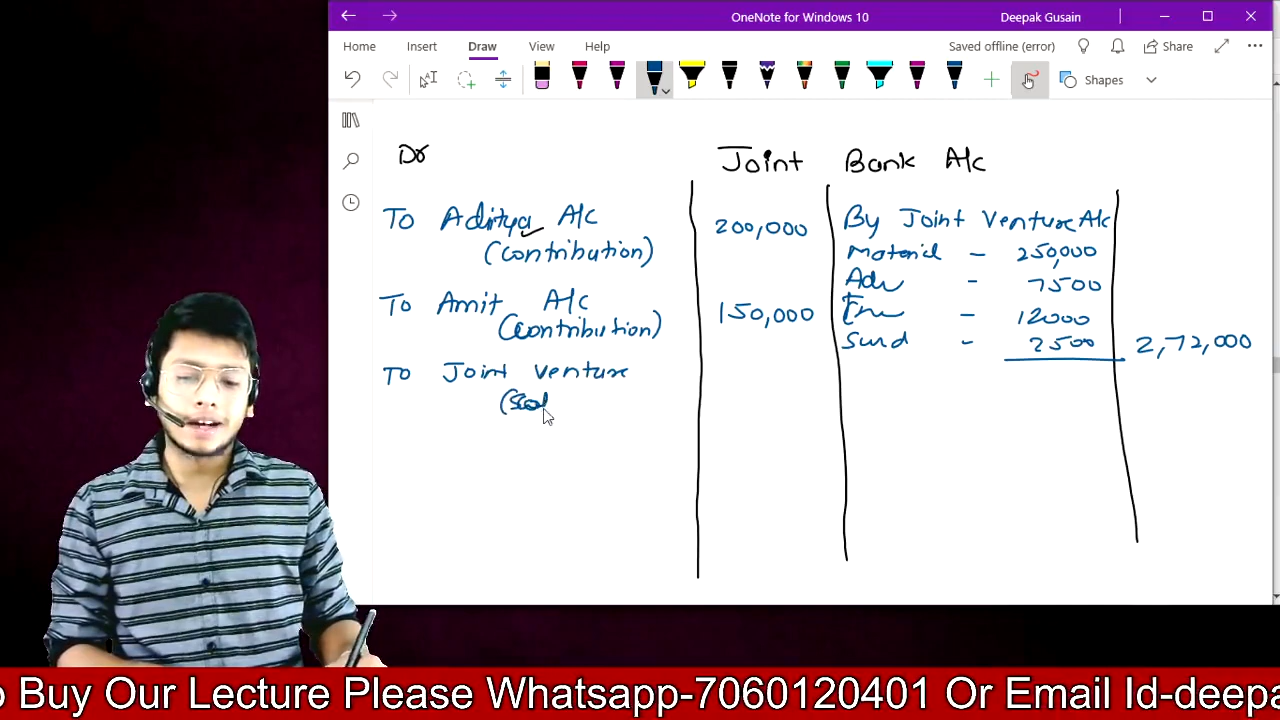 OneNote for Windows 10
Deepak Gusain
Home Insert Draw View Help
Saved offline (error)
Share
Shapes
Dr
Joint Bank A/c
To Aditya A/c 200,000 By Joint Venture A/c
(contribution) Material - 250,000
Adv - 7500
To Amit A/c 150,000 - 12000
(contribution) Sund - 2500 2,72,000
To Joint venture
o Buy Our Lecture Please Whatsapp-7060120401 Or Email Id-deepa